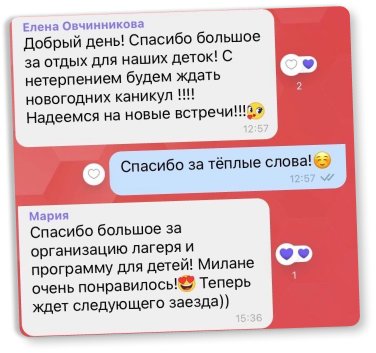 Елена Овчинникова
Добрый день! Спасибо большое
за отдых для наших деток! С
нетерпением будем ждать
новогодних каникул !!!!
Надеемся на новые встречи!!!🥰
12:57
2
Спасибо за тёплые слова!☺️
12:57
Мария
Спасибо большое за
организацию лагеря и
программу для детей! Милане
очень понравилось!😍 Теперь
ждет следующего заезда))
15:36
1